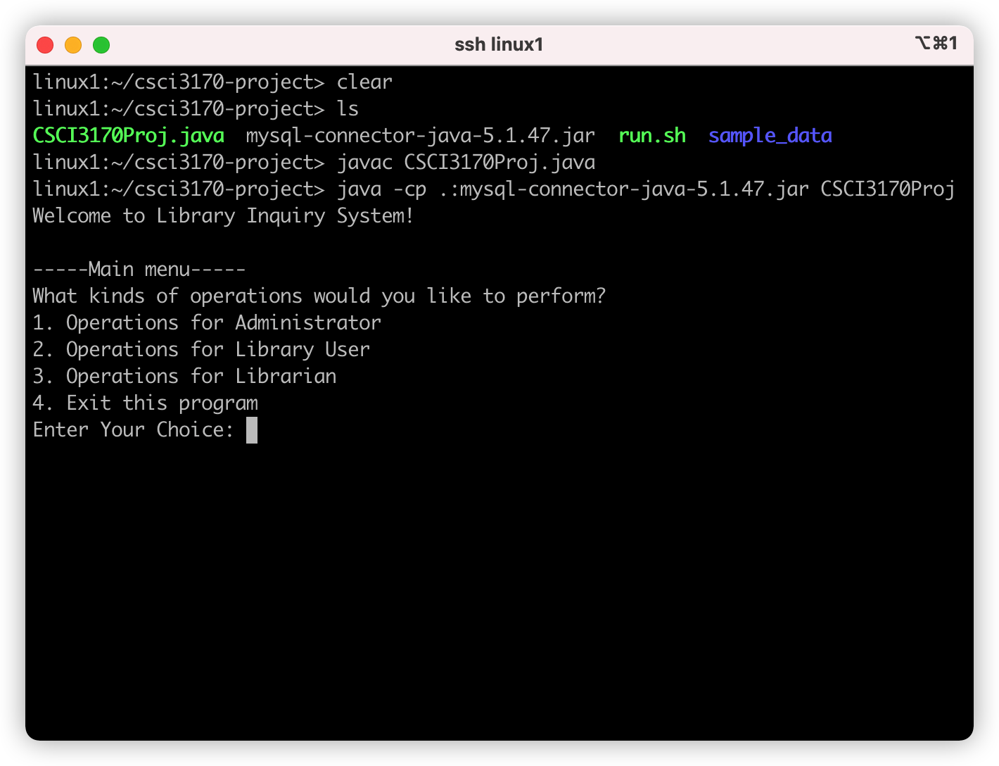 ssh linux1
⌥⌘1
linux1:~/csci3170-project> clear
linux1:~/csci3170-project> ls
CSCI3170Proj.java  mysql-connector-java-5.1.47.jar  run.sh  sample_data
linux1:~/csci3170-project> javac CSCI3170Proj.java
linux1:~/csci3170-project> java -cp .:mysql-connector-java-5.1.47.jar CSCI3170Proj
Welcome to Library Inquiry System!
-----Main menu-----
What kinds of operations would you like to perform?
1. Operations for Administrator
2. Operations for Library User
3. Operations for Librarian
4. Exit this program
Enter Your Choice: